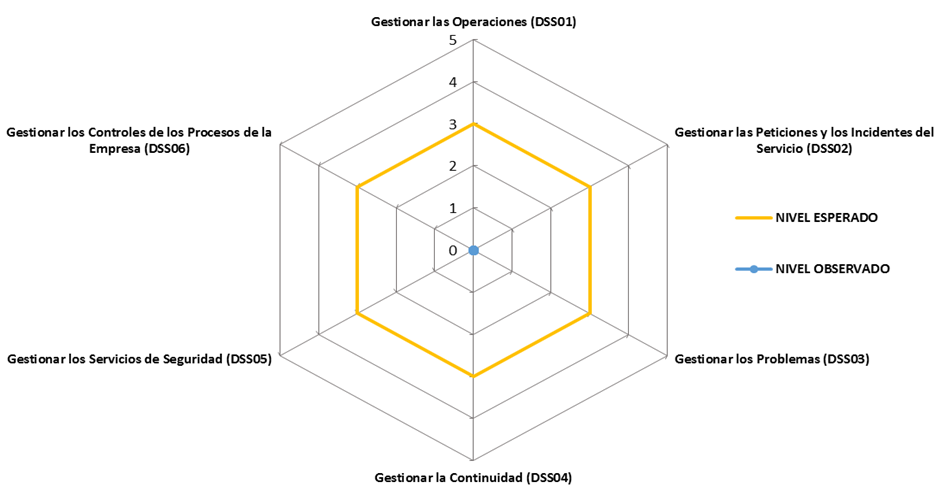 Gestionar las Operaciones (DSS01)
5
4
3
2
1
0
Gestionar las Peticiones y los Incidentes del
Servicio (DSS02)
Gestionar los Problemas (DSS03)
Gestionar la Continuidad (DSS04)
Gestionar los Servicios de Seguridad (DSS05)
Gestionar los Controles de los Procesos de la
Empresa (DSS06)
NIVEL ESPERADO
NIVEL OBSERVADO